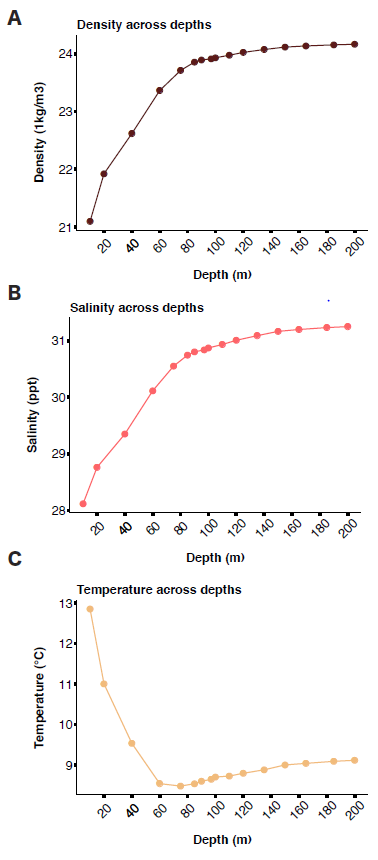 A
Density across depths
Density (1kg/m3)
24
23
22
21
20 40 60 80 100 120 140 160 180 200
Depth (m)
B
Salinity across depths
Salinity (ppt)
31
30
29
28
20 40 60 80 100 120 140 160 180 200
Depth (m)
C
Temperature across depths
Temperature (°C)
13
12
11
10
9
20 40 60 80 100 120 140 160 180 200
Depth (m)